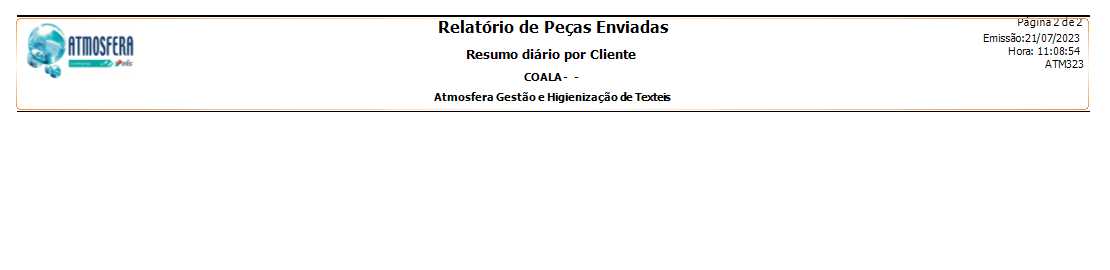 ATMOSFERA
Relatório de Peças Enviadas
Resumo diário por Cliente
COALA - -
Atmosfera Gestão e Higienização de Texteis
Página 2 de 2
Emissão:21/07/2023
Hora: 11:08:54
ATM323